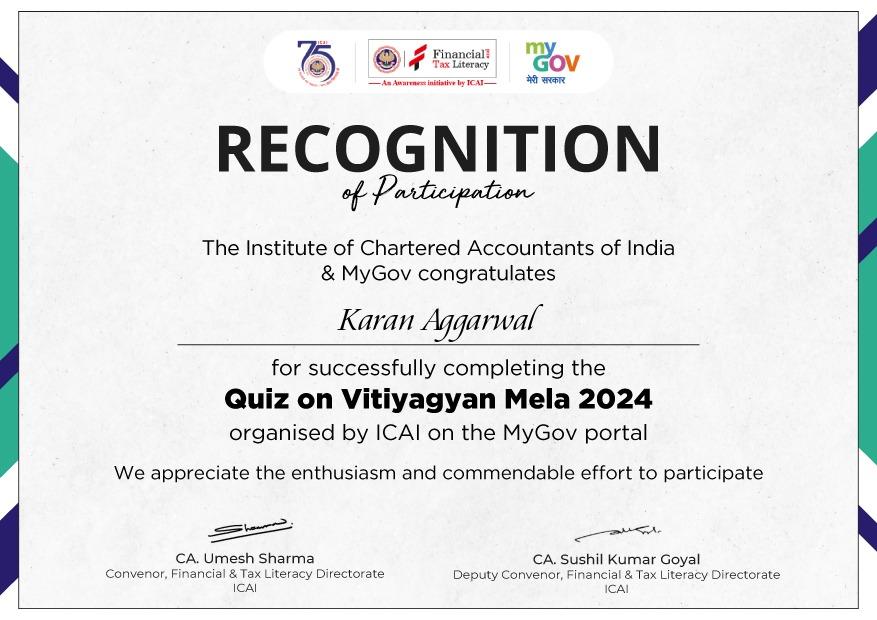 ICAI
75
Financial and
Tax Literacy
An Awareness initiative by ICAI
my
GOV
मेरी सरकार
RECOGNITION
of Participation
The Institute of Chartered Accountants of India
& MyGov congratulates
Karan Aggarwal
for successfully completing the
Quiz on Vitiyagyan Mela 2024
organised by ICAI on the MyGov portal
We appreciate the enthusiasm and commendable effort to participate
CA. Umesh Sharma
Convenor, Financial & Tax Literacy Directorate
ICAI
CA. Sushil Kumar Goyal
Deputy Convenor, Financial & Tax Literacy Directorate
ICAI